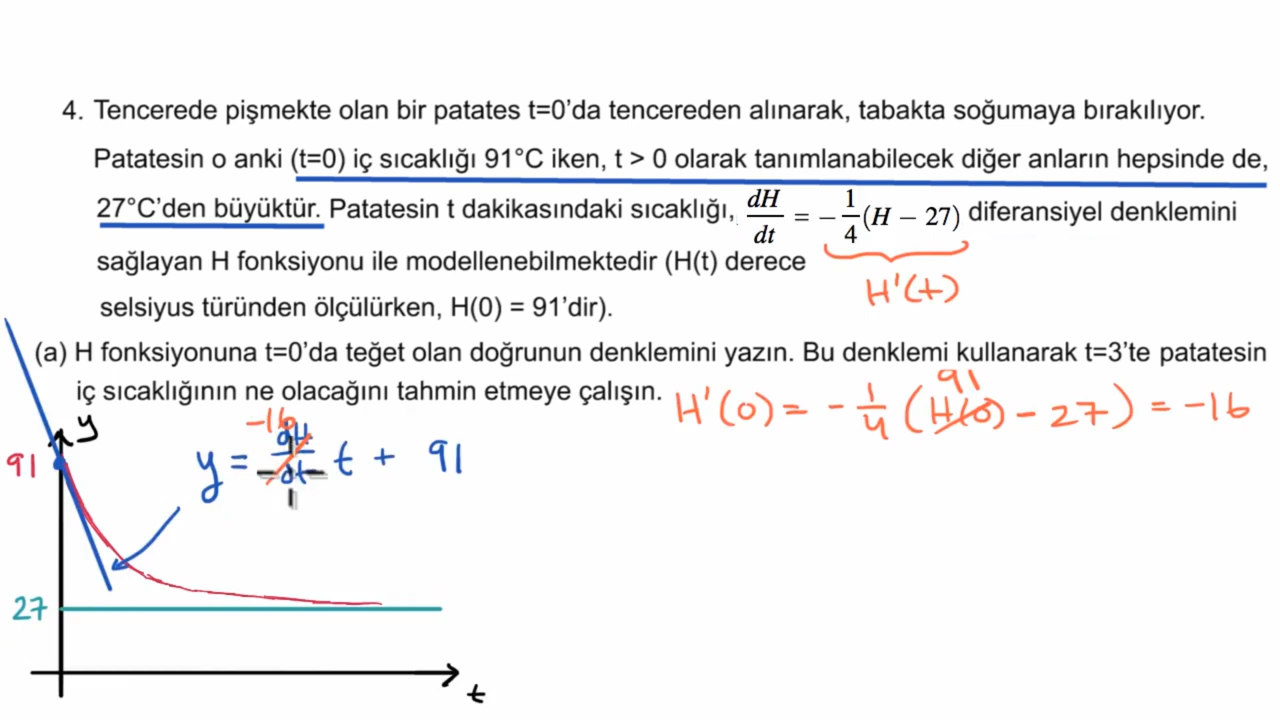 4. Tencerede pişmekte olan bir patates t=0'da tencereden alınarak, tabakta soğumaya bırakılıyor.
Patatesin o anki (t=0) iç sıcaklığı 91°C iken, t > 0 olarak tanımlanabilecek diğer anların hepsinde de,
27°C'den büyüktür. Patatesin t dakikasındaki sıcaklığı, dH/dt = -1/4(H - 27) diferansiyel denklemini
sağlayan H fonksiyonu ile modellenebilmektedir (H(t) derece
H'(t)
selsiyus türünden ölçülürken, H(0) = 91'dir).
(a) H fonksiyonuna t=0'da teğet olan doğrunun denklemini yazın. Bu denklemi kullanarak t=3'te patatesin
iç sıcaklığının ne olacağını tahmin etmeye çalışın.
91
H'(0) = - 1/4 (H(0) - 27) = -16
y
-16
91
y = dH/dt t + 91
27
t